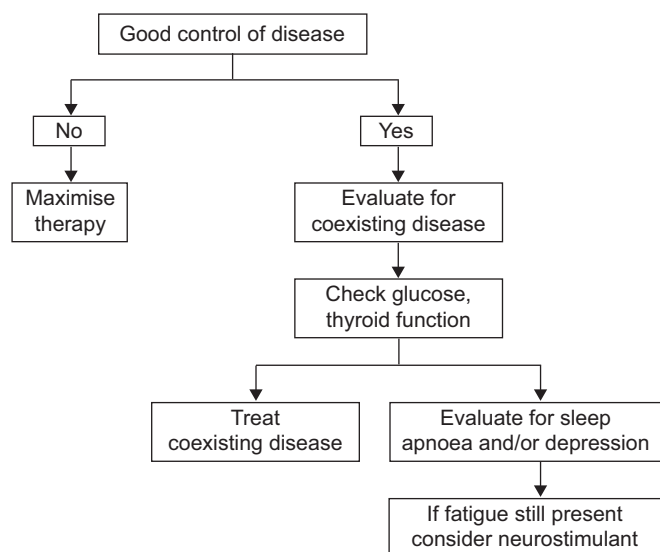 Good control of disease
No
Yes
Maximise
therapy
Evaluate for
coexisting disease
Check glucose,
thyroid function
Treat
coexisting disease
Evaluate for sleep
apnoea and/or depression
If fatigue still present
consider neurostimulant